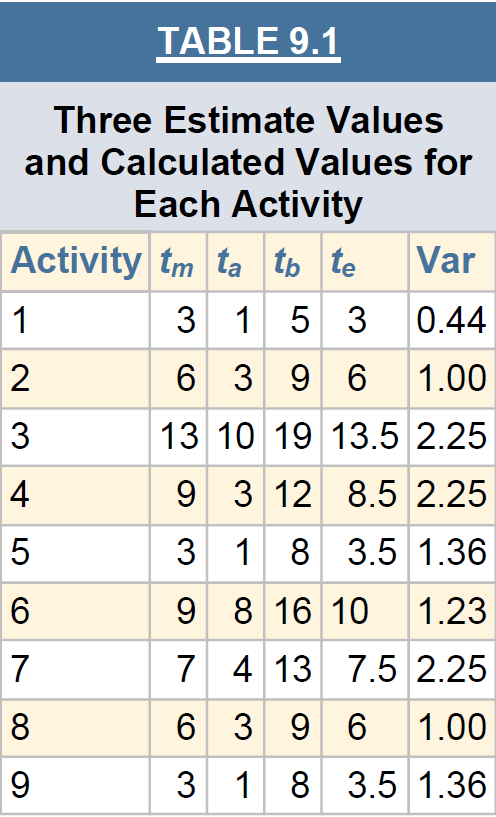 TABLE 9.1
Three Estimate Values
and Calculated Values for
Each Activity
Activity tm ta tb te Var
1 3 1 5 3 0.44
2 6 3 9 6 1.00
3 13 10 19 13.5 2.25
4 9 3 12 8.5 2.25
5 3 1 8 3.5 1.36
6 9 8 16 10 1.23
7 7 4 13 7.5 2.25
8 6 3 9 6 1.00
9 3 1 8 3.5 1.36